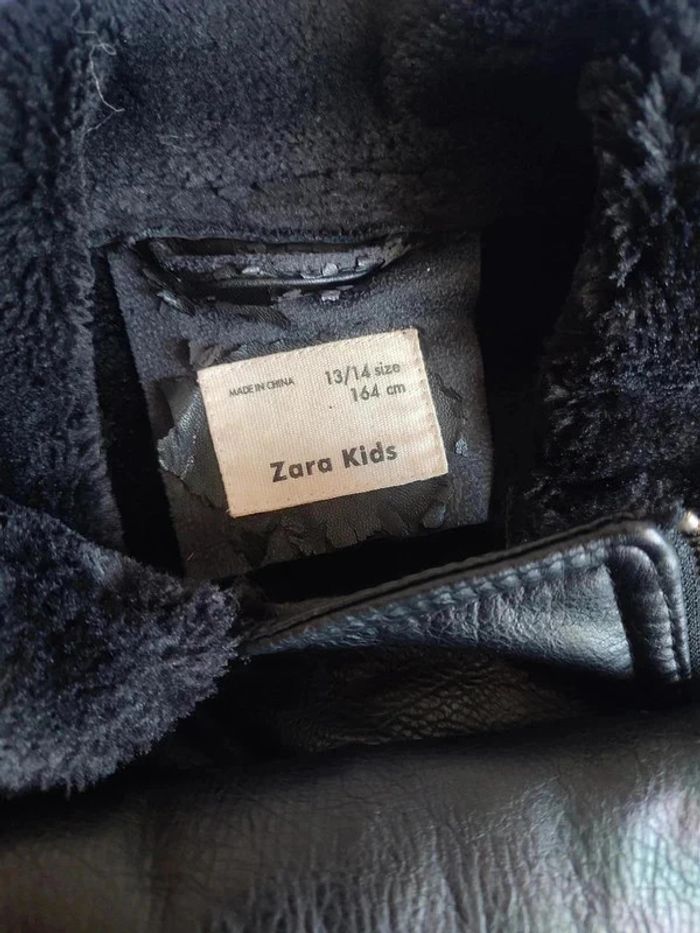 MADE IN CHINA
13/14 size
164 cm
Zara Kids